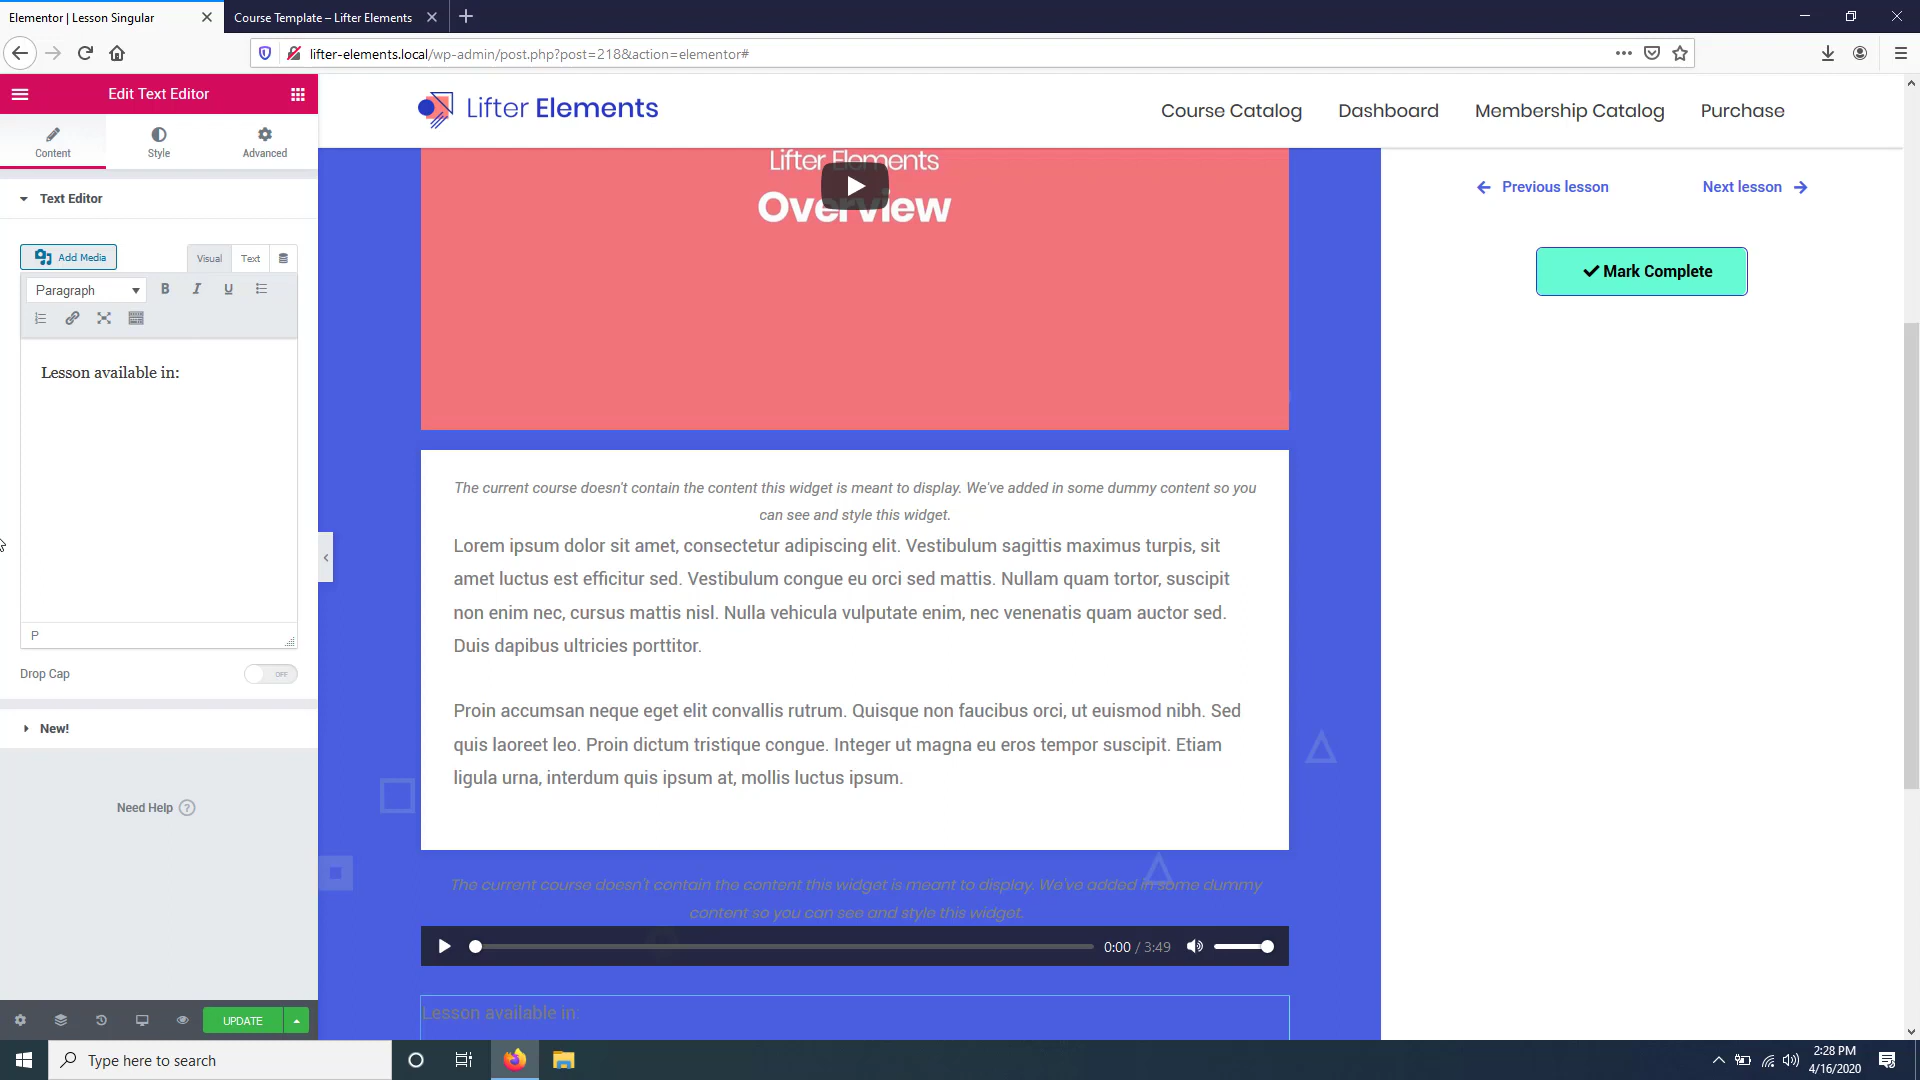 Elementor | Lesson Singular
Course Template – Lifter Elements
lifter-elements.local/wp-admin/post.php?post=218&action=elementor#
Edit Text Editor
Content
Style
Advanced
Text Editor
Add Media
Visual
Text
Paragraph
B
I
U
Lesson available in:
P
Drop Cap
OFF
New!
Need Help ?
UPDATE
Lifter Elements
Course Catalog
Dashboard
Membership Catalog
Purchase
Lifter Elements
Overview
The current course doesn't contain the content this widget is meant to display. We've added in some dummy content so you
can see and style this widget.
Lorem ipsum dolor sit amet, consectetur adipiscing elit. Vestibulum sagittis maximus turpis, sit
amet luctus est efficitur sed. Vestibulum congue eu orci sed mattis. Nullam quam tortor, suscipit
non enim nec, cursus mattis nisl. Nulla vehicula vulputate enim, nec venenatis quam auctor sed.
Duis dapibus ultricies porttitor.
Proin accumsan neque eget elit convallis rutrum. Quisque non faucibus orci, ut euismod nibh. Sed
quis laoreet leo. Proin dictum tristique congue. Integer ut magna eu eros tempor suscipit. Etiam
ligula urna, interdum quis ipsum at, mollis luctus ipsum.
The current course doesn't contain the content this widget is meant to display. We've added in some dummy
content so you can see and style this widget.
0:00 / 3:49
Lesson available in:
Previous lesson
Next lesson
Mark Complete
Type here to search
2:28 PM
4/16/2020